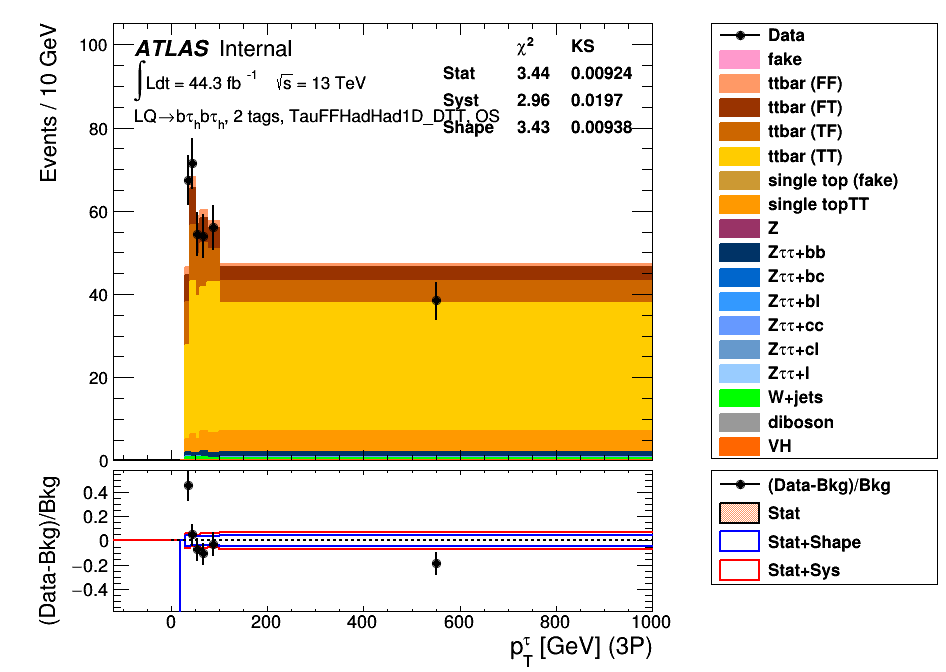 Events / 10 GeV
100
80
60
40
20
0
ATLAS Internal
∫Ldt = 44.3 fb⁻¹ √s = 13 TeV
LQ→bτₕbτₕ, 2 tags, TauFFHadHad1D_DTT, OS
χ² KS
Stat 3.44 0.00924
Syst 2.96 0.0197
Shape 3.43 0.00938
Data
fake
ttbar (FF)
ttbar (FT)
ttbar (TF)
ttbar (TT)
single top (fake)
single topTT
Z
Zττ+bb
Zττ+bc
Zττ+bl
Zττ+cc
Zττ+cl
Zττ+l
W+jets
diboson
VH
(Data-Bkg)/Bkg
0.4
0.2
0
−0.2
−0.4
0 200 400 600 800 1000
p_T^τ [GeV] (3P)
(Data-Bkg)/Bkg
Stat
Stat+Shape
Stat+Sys